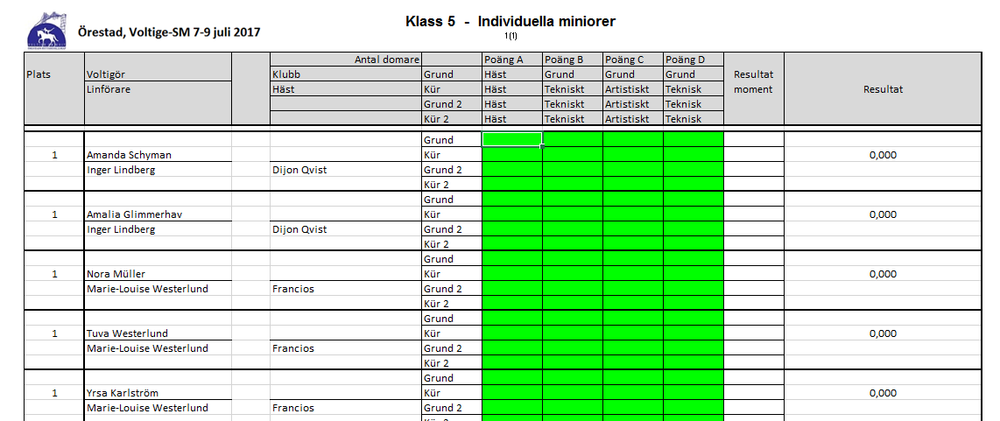 Klass 5 - Individuella miniorer
Örestad, Voltige-SM 7-9 juli 2017
1(1)
Antal domare Poäng A Poäng B Poäng C Poäng D
Plats Voltigör Klubb Grund Häst Grund Grund Grund Resultat
Linförare Häst Kür Häst Tekniskt Artistiskt Teknisk moment Resultat
Grund 2 Häst Tekniskt Artistiskt Teknisk
Kür 2 Häst Tekniskt Artistiskt Teknisk
Grund
1 Amanda Schyman Kür 0,000
Inger Lindberg Dijon Qvist Grund 2
Kür 2
Grund
1 Amalia Glimmerhav Kür 0,000
Inger Lindberg Dijon Qvist Grund 2
Kür 2
Grund
1 Nora Müller Kür 0,000
Marie-Louise Westerlund Francios Grund 2
Kür 2
Grund
1 Tuva Westerlund Kür 0,000
Marie-Louise Westerlund Francios Grund 2
Kür 2
Grund
1 Yrsa Karlström Kür 0,000
Marie-Louise Westerlund Francios Grund 2